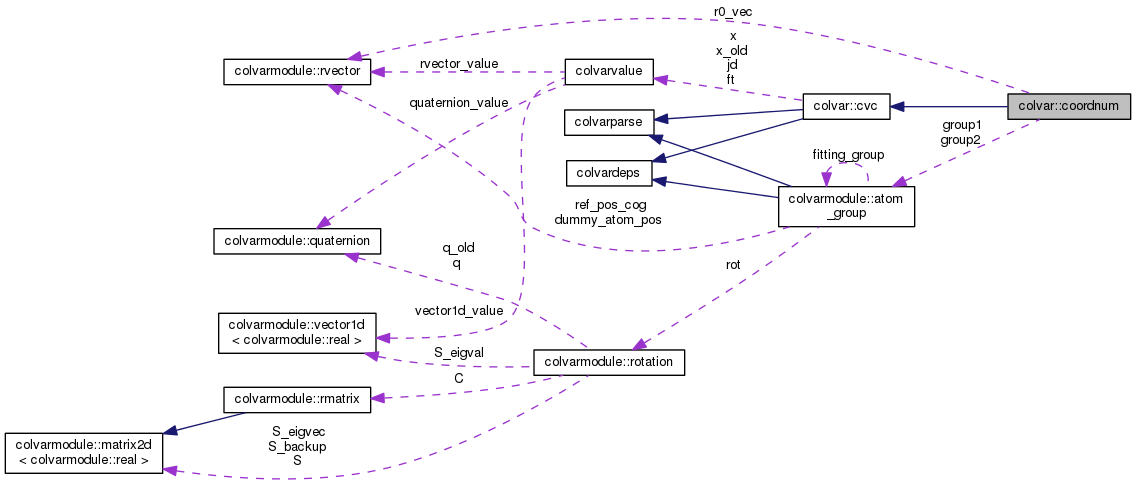 r0_vec
x
x_old
jd
ft
colvarmodule::rvector
rvector_value
colvarvalue
quaternion_value
colvar::cvc
colvar::coordnum
colvarparse
group1
group2
fitting_group
colvardeps
colvarmodule::atom
_group
ref_pos_cog
dummy_atom_pos
colvarmodule::quaternion
q_old
q
rot
vector1d_value
colvarmodule::vector1d
< colvarmodule::real >
S_eigval
colvarmodule::rotation
C
colvarmodule::rmatrix
S_eigvec
S_backup
S
colvarmodule::matrix2d
< colvarmodule::real >